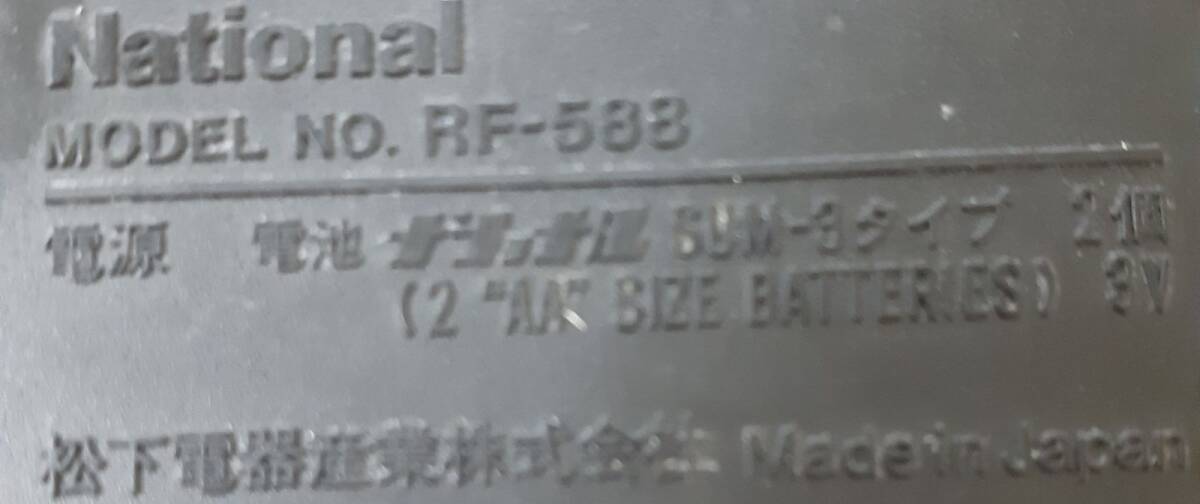 National
MODEL NO. RF-588
電源 電池 ナショナル SUM-3タイプ 2個
(2 "AA" SIZE BATTERIES) 3V
松下電器産業株式会社 Made in Japan